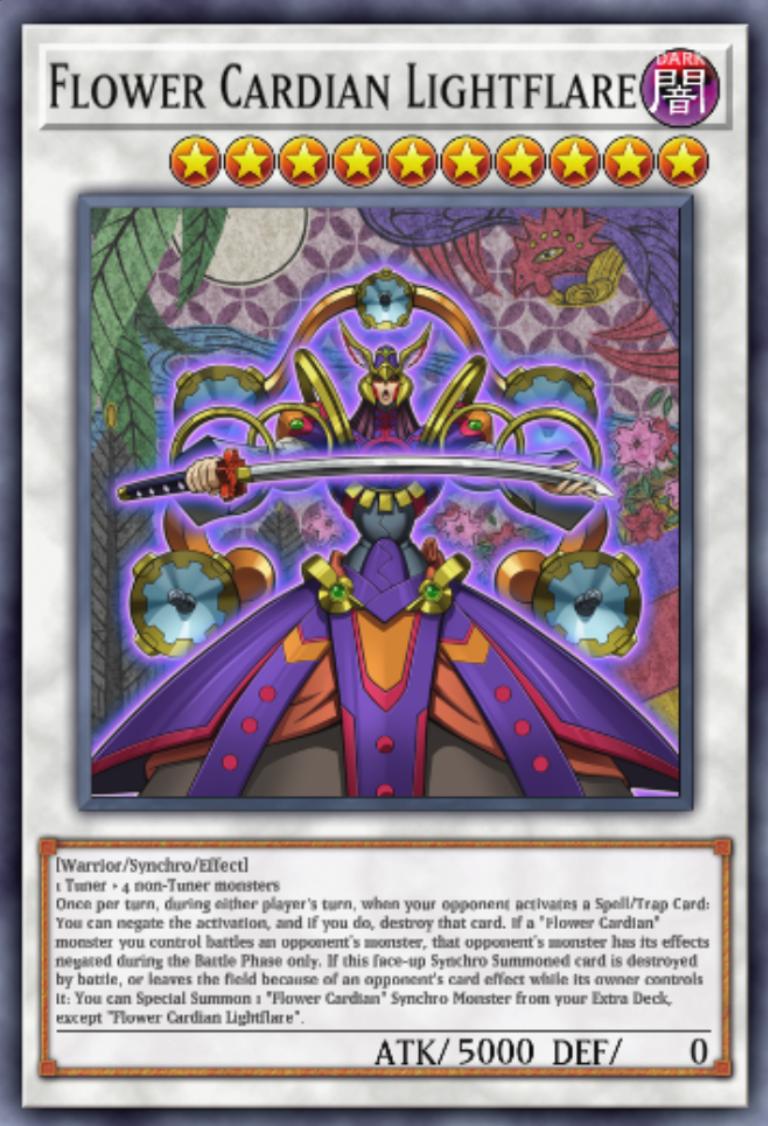 FLOWER CARDIAN LIGHTFLARE
DARK
闇
[Warrior/Synchro/Effect]
1 Tuner + 4 non-Tuner monsters
Once per turn, during either player's turn, when your opponent activates a Spell/Trap Card:
You can negate the activation, and if you do, destroy that card. If a "Flower Cardian"
monster you control battles an opponent's monster, that opponent's monster has its effects
negated during the Battle Phase only. If this face-up Synchro Summoned card is destroyed
by battle, or leaves the field because of an opponent's card effect while its owner controls
it: You can Special Summon 1 "Flower Cardian" Synchro Monster from your Extra Deck,
except "Flower Cardian Lightflare".
ATK/ 5000 DEF/ 0